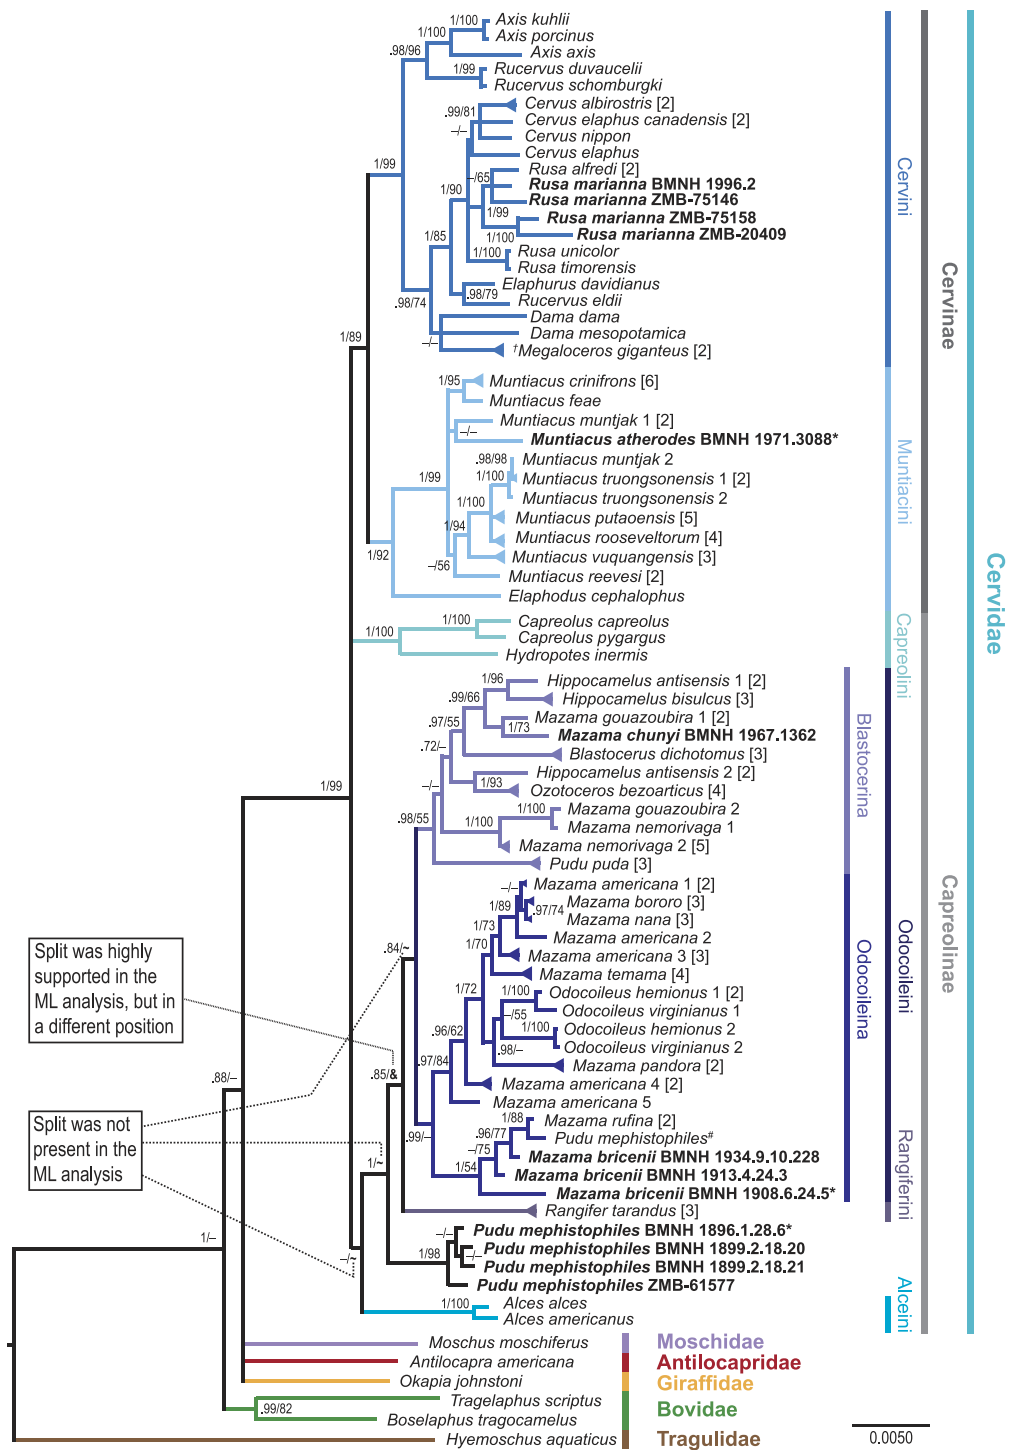 1/100
Axis kuhlii
Axis porcinus
1/100
.98/96
Axis axis
1/99
Rucervus duvaucelii
Rucervus schomburgki
.99/81
Cervus albirostris [2]
Cervus elaphus canadensis [2]
–/–
Cervus nippon
Cervus elaphus
1/99
–/65
Rusa alfredi [2]
1/90
Rusa marianna BMNH 1996.2
Rusa marianna ZMB-75146
1/99
Rusa marianna ZMB-75158
1/100
Rusa marianna ZMB-20409
1/85
1/100
Rusa unicolor
Rusa timorensis
.98/74
Elaphurus davidianus
.98/79
Rucervus eldii
Dama dama
Dama mesopotamica
–/–
†Megaloceros giganteus [2]
1/89
1/95
Muntiacus crinifrons [6]
Muntiacus feae
Muntiacus muntjak 1 [2]
–/–
Muntiacus atherodes BMNH 1971.3088*
.98/98
Muntiacus muntjak 2
1/99
1/100
Muntiacus truongsonensis 1 [2]
Muntiacus truongsonensis 2
1/100
Muntiacus putaoensis [5]
1/94
Muntiacus rooseveltorum [4]
1/92
Muntiacus vuquangensis [3]
–/56
Muntiacus reevesi [2]
Elaphodus cephalophus
1/100
Capreolus capreolus
1/100
Capreolus pygargus
Hydropotes inermis
1/96
Hippocamelus antisensis 1 [2]
.99/66
Hippocamelus bisulcus [3]
.97/55
Mazama gouazoubira 1 [2]
1/73
Mazama chunyi BMNH 1967.1362
.72/–
Blastocerus dichotomus [3]
1/99
–/–
Hippocamelus antisensis 2 [2]
1/93
Ozotoceros bezoarticus [4]
.98/55
1/100
Mazama gouazoubira 2
1/100
Mazama nemorivaga 1
Mazama nemorivaga 2 [5]
Pudu puda [3]
–/–
Mazama americana 1 [2]
1/89
Mazama bororo [3]
.97/74
Mazama nana [3]
1/73
Mazama americana 2
.84/~
1/70
Mazama americana 3 [3]
Mazama temama [4]
1/72
1/100
Odocoileus hemionus 1 [2]
–/55
Odocoileus virginianus 1
1/100
Odocoileus hemionus 2
.96/62
.98/–
Odocoileus virginianus 2
.97/84
Mazama pandora [2]
.85/&
Mazama americana 4 [2]
Mazama americana 5
.99/–
1/88
Mazama rufina [2]
.96/77
Pudu mephistophiles#
–/75
Mazama bricenii BMNH 1934.9.10.228
1/54
Mazama bricenii BMNH 1913.4.24.3
1/~
Mazama bricenii BMNH 1908.6.24.5*
Rangifer tarandus [3]
–/–
Pudu mephistophiles BMNH 1896.1.28.6*
Pudu mephistophiles BMNH 1899.2.18.20
1/98
–/–
Pudu mephistophiles BMNH 1899.2.18.21
–/~
Pudu mephistophiles ZMB-61577
1/100
Alces alces
Alces americanus
.88/–
1/–
Moschus moschiferus
Antilocapra americana
Okapia johnstoni
.99/82
Tragelaphus scriptus
Boselaphus tragocamelus
Hyemoschus aquaticus
Split was highly
supported in the
ML analysis, but in
a different position
Split was not
present in the
ML analysis
Cervini
Muntiacini
Capreolini
Blastocerina
Odocoileina
Odocoileini
Rangiferini
Alceini
Cervinae
Capreolinae
Cervidae
Moschidae
Antilocapridae
Giraffidae
Bovidae
Tragulidae
0.0050